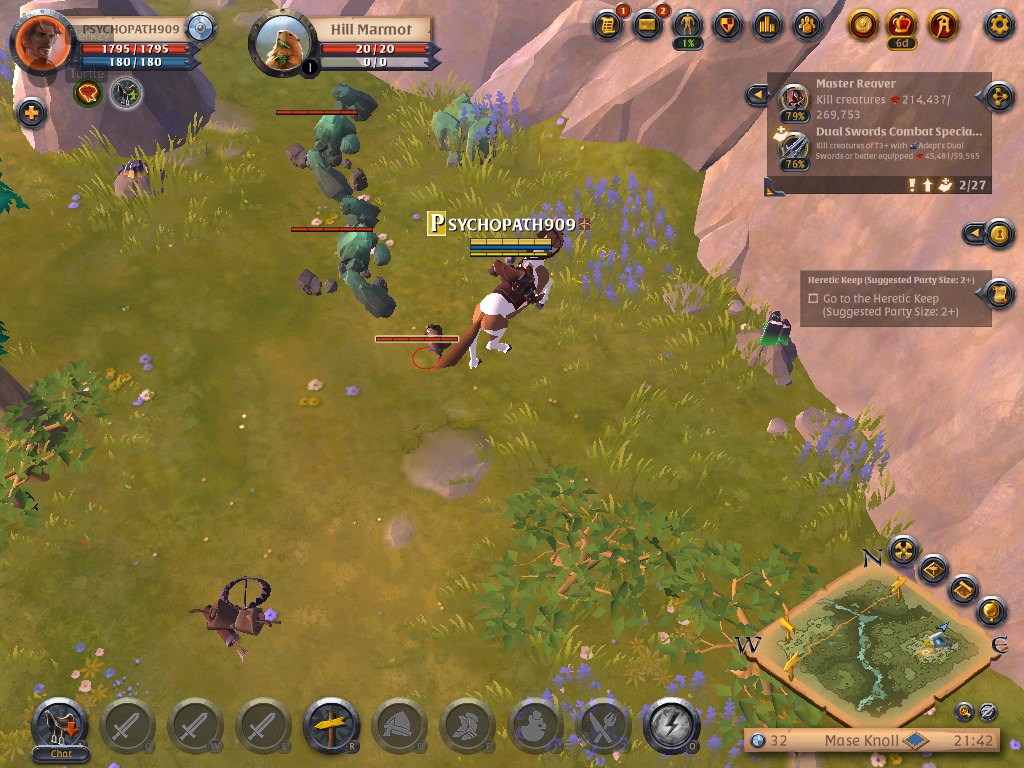 PSYCHOPATH909
1795/1795
180/180
Turtle
Hill Marmot
20/20
0/0
I
1
2
1%
6d
Master Reaver
Kill creatures 214,437/
269,753
79%
Dual Swords Combat Specia...
Kill creatures of T3+ with Adept's Dual
Swords or better equipped 45,481/59,565
76%
2/27
PSYCHOPATH909
Heretic Keep (Suggested Party Size: 2+)
Go to the Heretic Keep
(Suggested Party Size: 2+)
N
W
E
Chat
Q
W
E
R
D
F
O
32
Mase Knoll
21:42